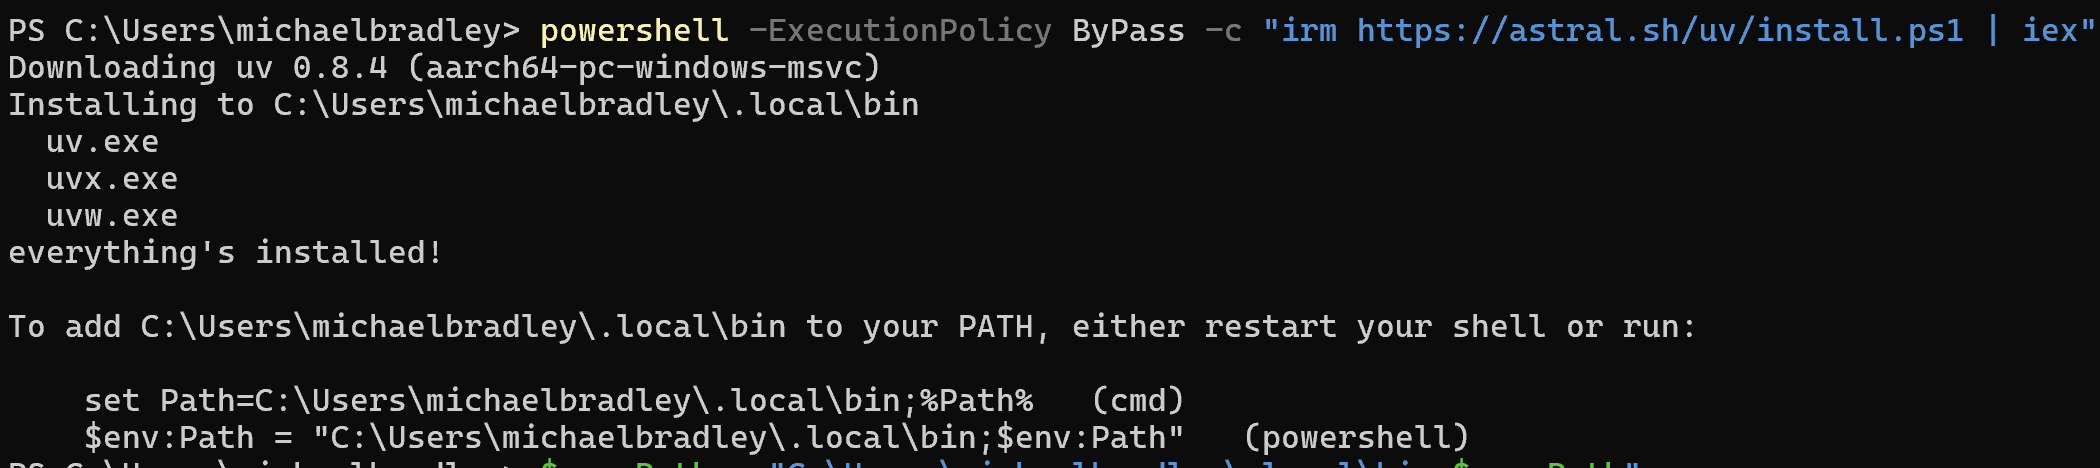 PS C:\Users\michaelbradley> powershell -ExecutionPolicy ByPass -c "irm https://astral.sh/uv/install.ps1 | iex"
Downloading uv 0.8.4 (aarch64-pc-windows-msvc)
Installing to C:\Users\michaelbradley\.local\bin
  uv.exe
  uvx.exe
  uvw.exe
everything's installed!

To add C:\Users\michaelbradley\.local\bin to your PATH, either restart your shell or run:

    set Path=C:\Users\michaelbradley\.local\bin;%Path%   (cmd)
    $env:Path = "C:\Users\michaelbradley\.local\bin;$env:Path"   (powershell)